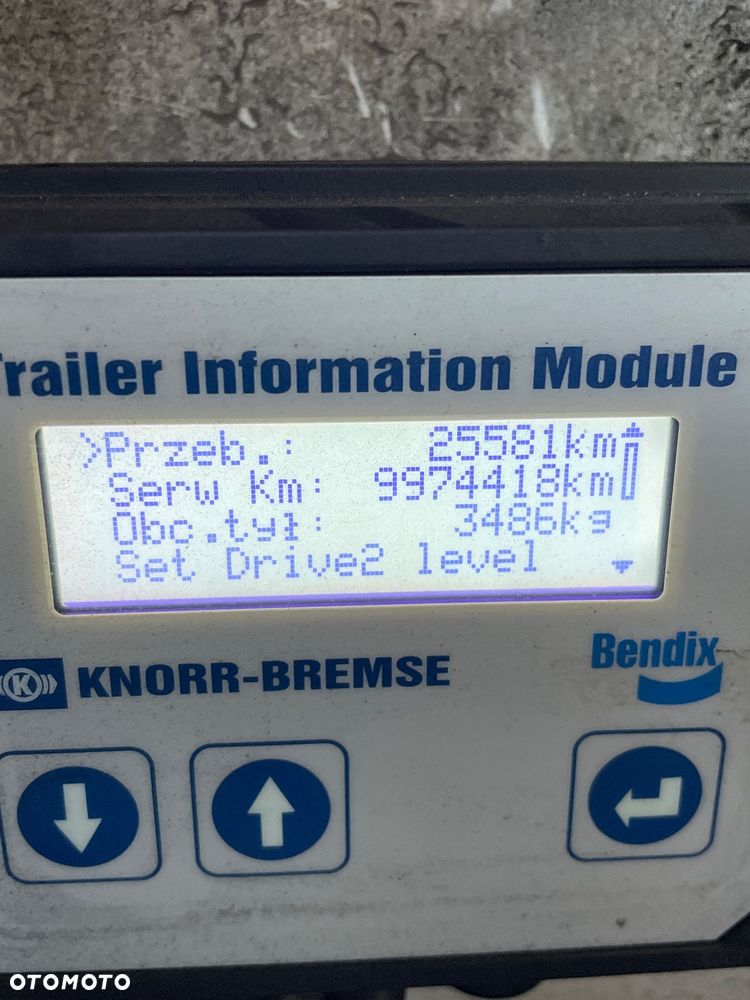 Trailer Information Module
>Przeb.: 25581km
Serw Km: 9974418km
Obc.tył: 3486kg
Set Drive2 level
K KNORR-BREMSE
Bendix
OTOMOTO